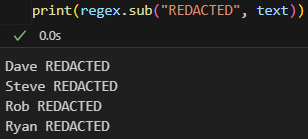 print(regex.sub("REDACTED", text))
0.0s
Dave REDACTED
Steve REDACTED
Rob REDACTED
Ryan REDACTED